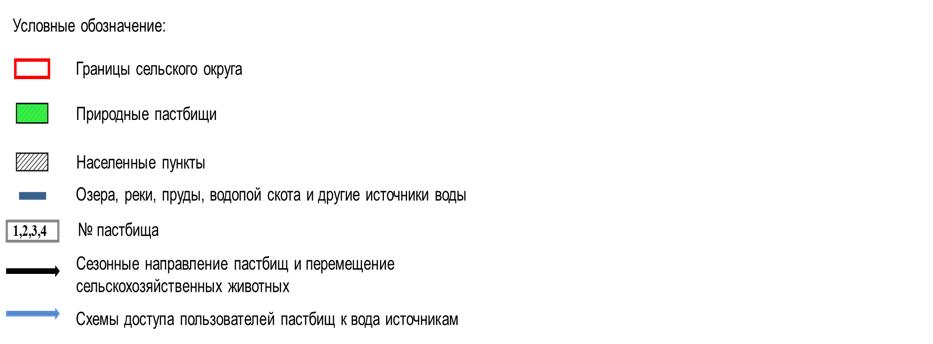 Условные обозначение:
Границы сельского округа
Природные пастбищи
Населенные пункты
Озера, реки, пруды, водопой скота и другие источники воды
1,2,3,4 № пастбища
Сезонные направление пастбищ и перемещение
сельскохозяйственных животных
Схемы доступа пользователей пастбищ к вода источникам